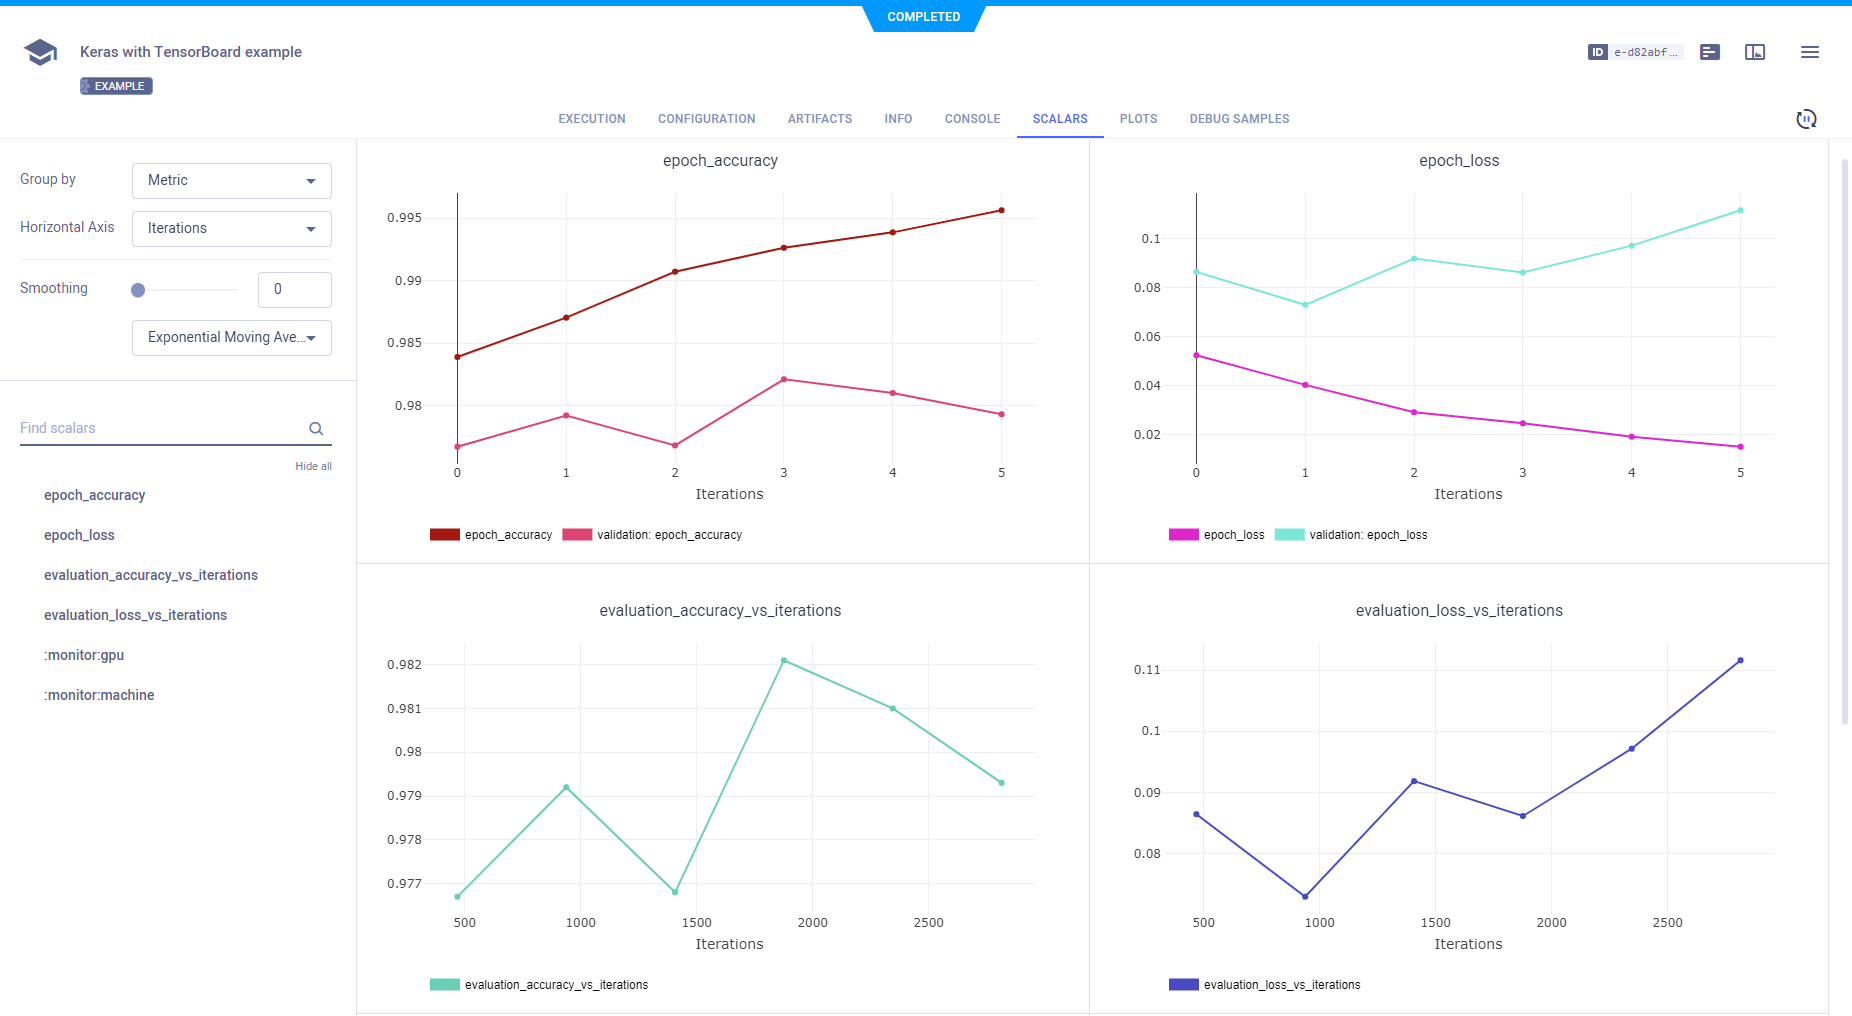 COMPLETED
Keras with TensorBoard example
ID e-d82abf...
EXAMPLE
EXECUTION CONFIGURATION ARTIFACTS INFO CONSOLE SCALARS PLOTS DEBUG SAMPLES
Group by Metric
Horizontal Axis Iterations
Smoothing 0
Exponential Moving Ave...
Find scalars
Hide all
epoch_accuracy
epoch_loss
evaluation_accuracy_vs_iterations
evaluation_loss_vs_iterations
:monitor:gpu
:monitor:machine
epoch_accuracy
0.995
0.99
0.985
0.98
0 1 2 3 4 5
Iterations
epoch_accuracy validation: epoch_accuracy
epoch_loss
0.1
0.08
0.06
0.04
0.02
0 1 2 3 4 5
Iterations
epoch_loss validation: epoch_loss
evaluation_accuracy_vs_iterations
0.982
0.981
0.98
0.979
0.978
0.977
500 1000 1500 2000 2500
Iterations
evaluation_accuracy_vs_iterations
evaluation_loss_vs_iterations
0.11
0.1
0.09
0.08
500 1000 1500 2000 2500
Iterations
evaluation_loss_vs_iterations